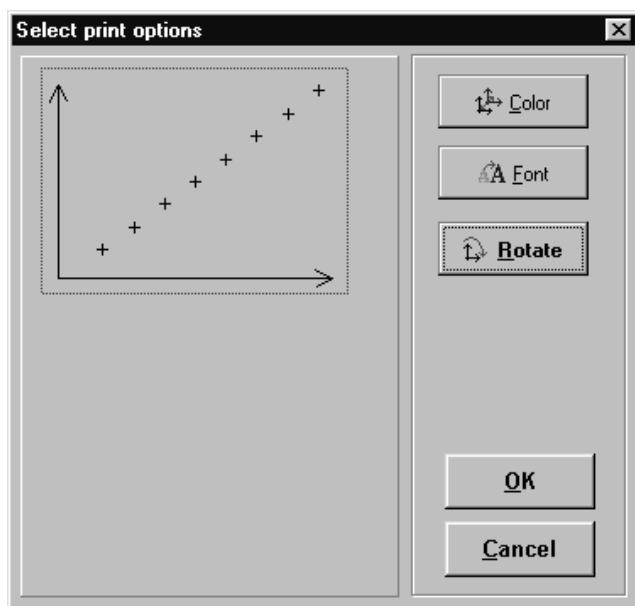 Select print options
Color
Font
Rotate
OK
Cancel